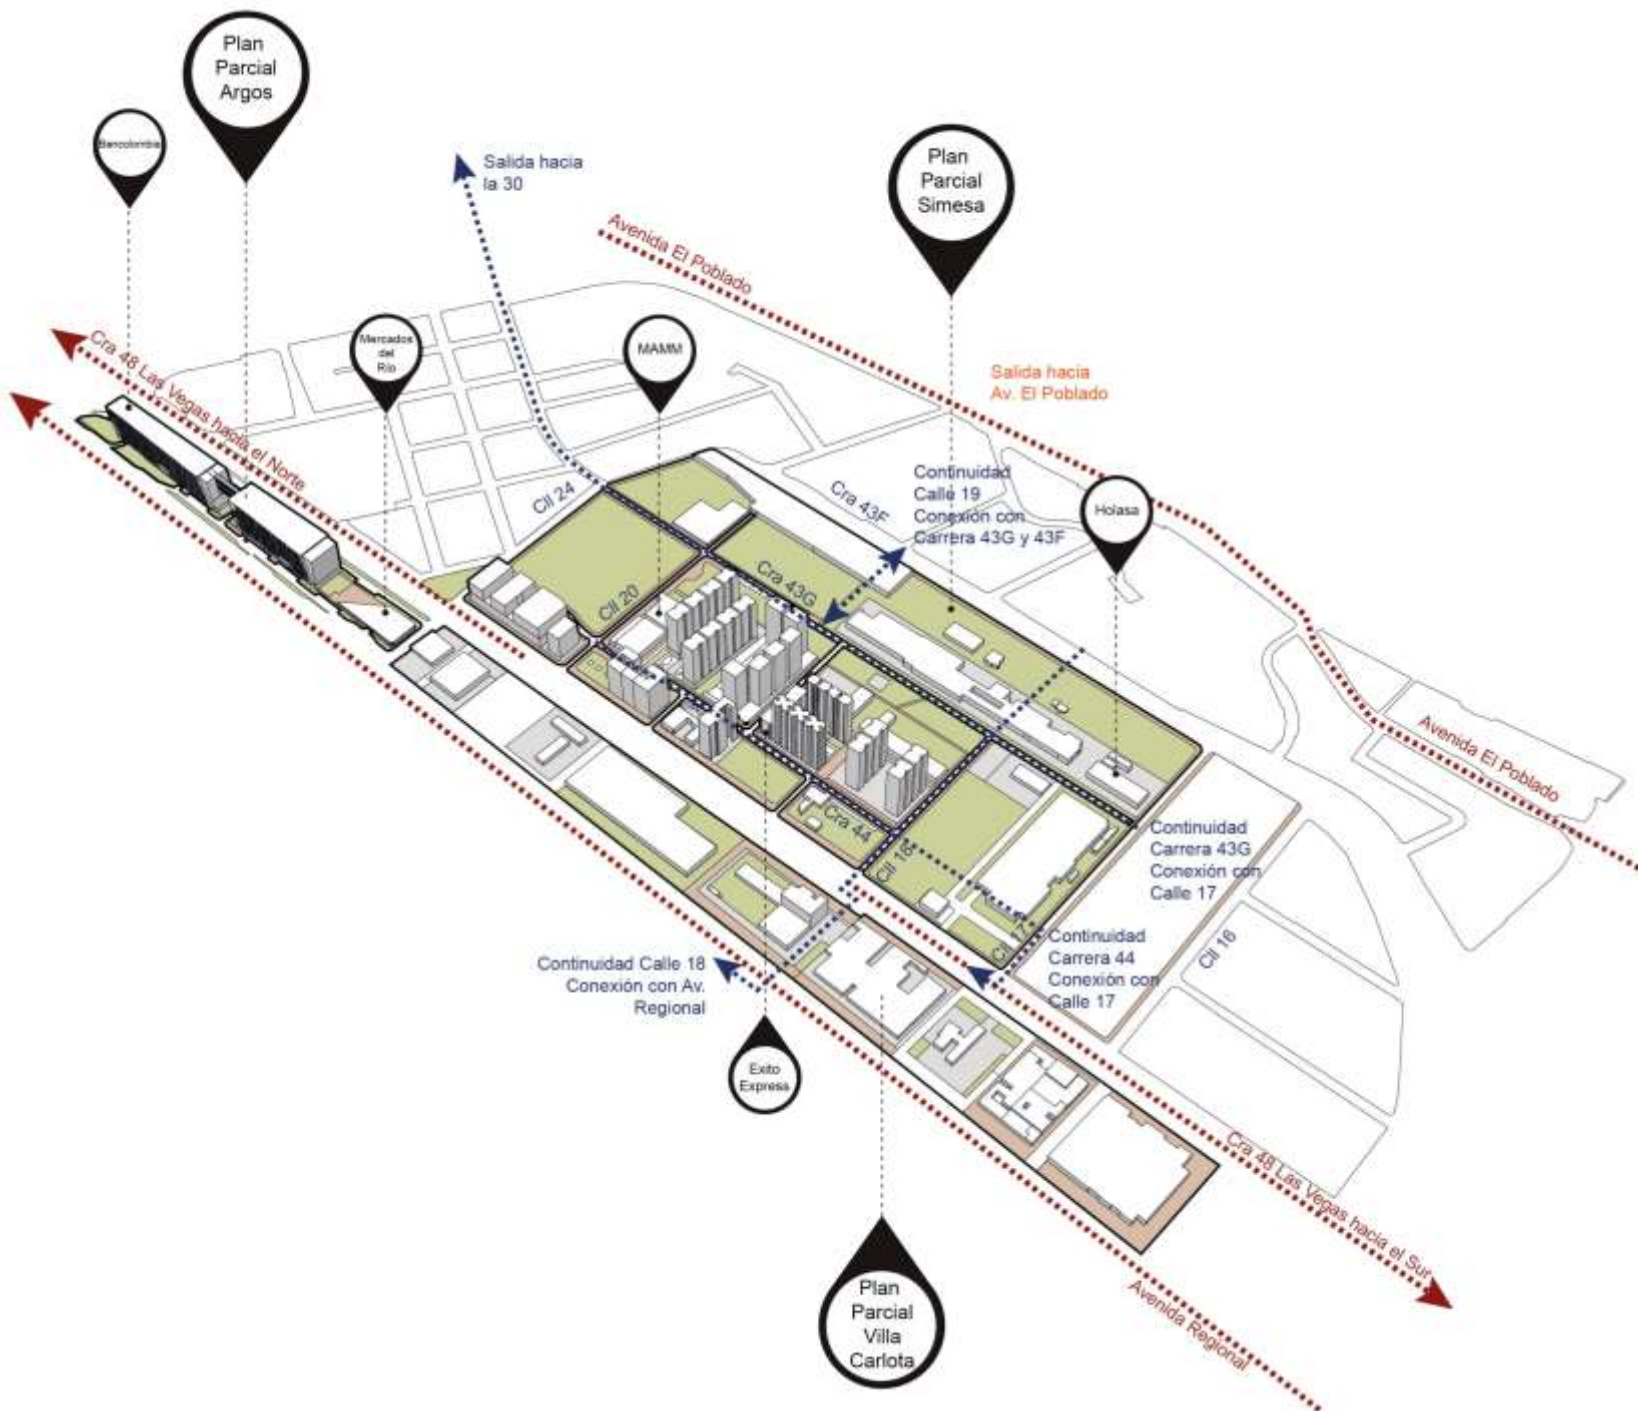 Plan
Parcial
Argos
Bancolombia
Salida hacia
la 30
Plan
Parcial
Simesa
Avenida El Poblado
Mercados
del
Río
MAMM
Cra 48 Las Vegas hacia el Norte
Salida hacia
Av. El Poblado
Continuidad
Calle 19
Conexión con
Carrera 43G y 43F
Cra 43F
Cll 24
Holasa
Cra 43G
Cll 20
Avenida El Poblado
Cra 44
Cll 18
Continuidad
Carrera 43G
Conexión con
Calle 17
Cll 17
Cll 16
Continuidad
Carrera 44
Conexión con
Calle 17
Continuidad Calle 18
Conexión con Av.
Regional
Exito
Express
Cra 48 Las Vegas hacia el Sur
Avenida Regional
Plan
Parcial
Villa
Carlota